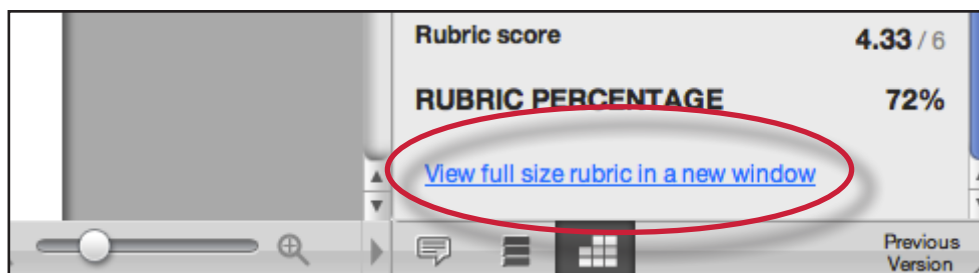 Rubric score 4.33 / 6
RUBRIC PERCENTAGE 72%
View full size rubric in a new window
Previous
Version